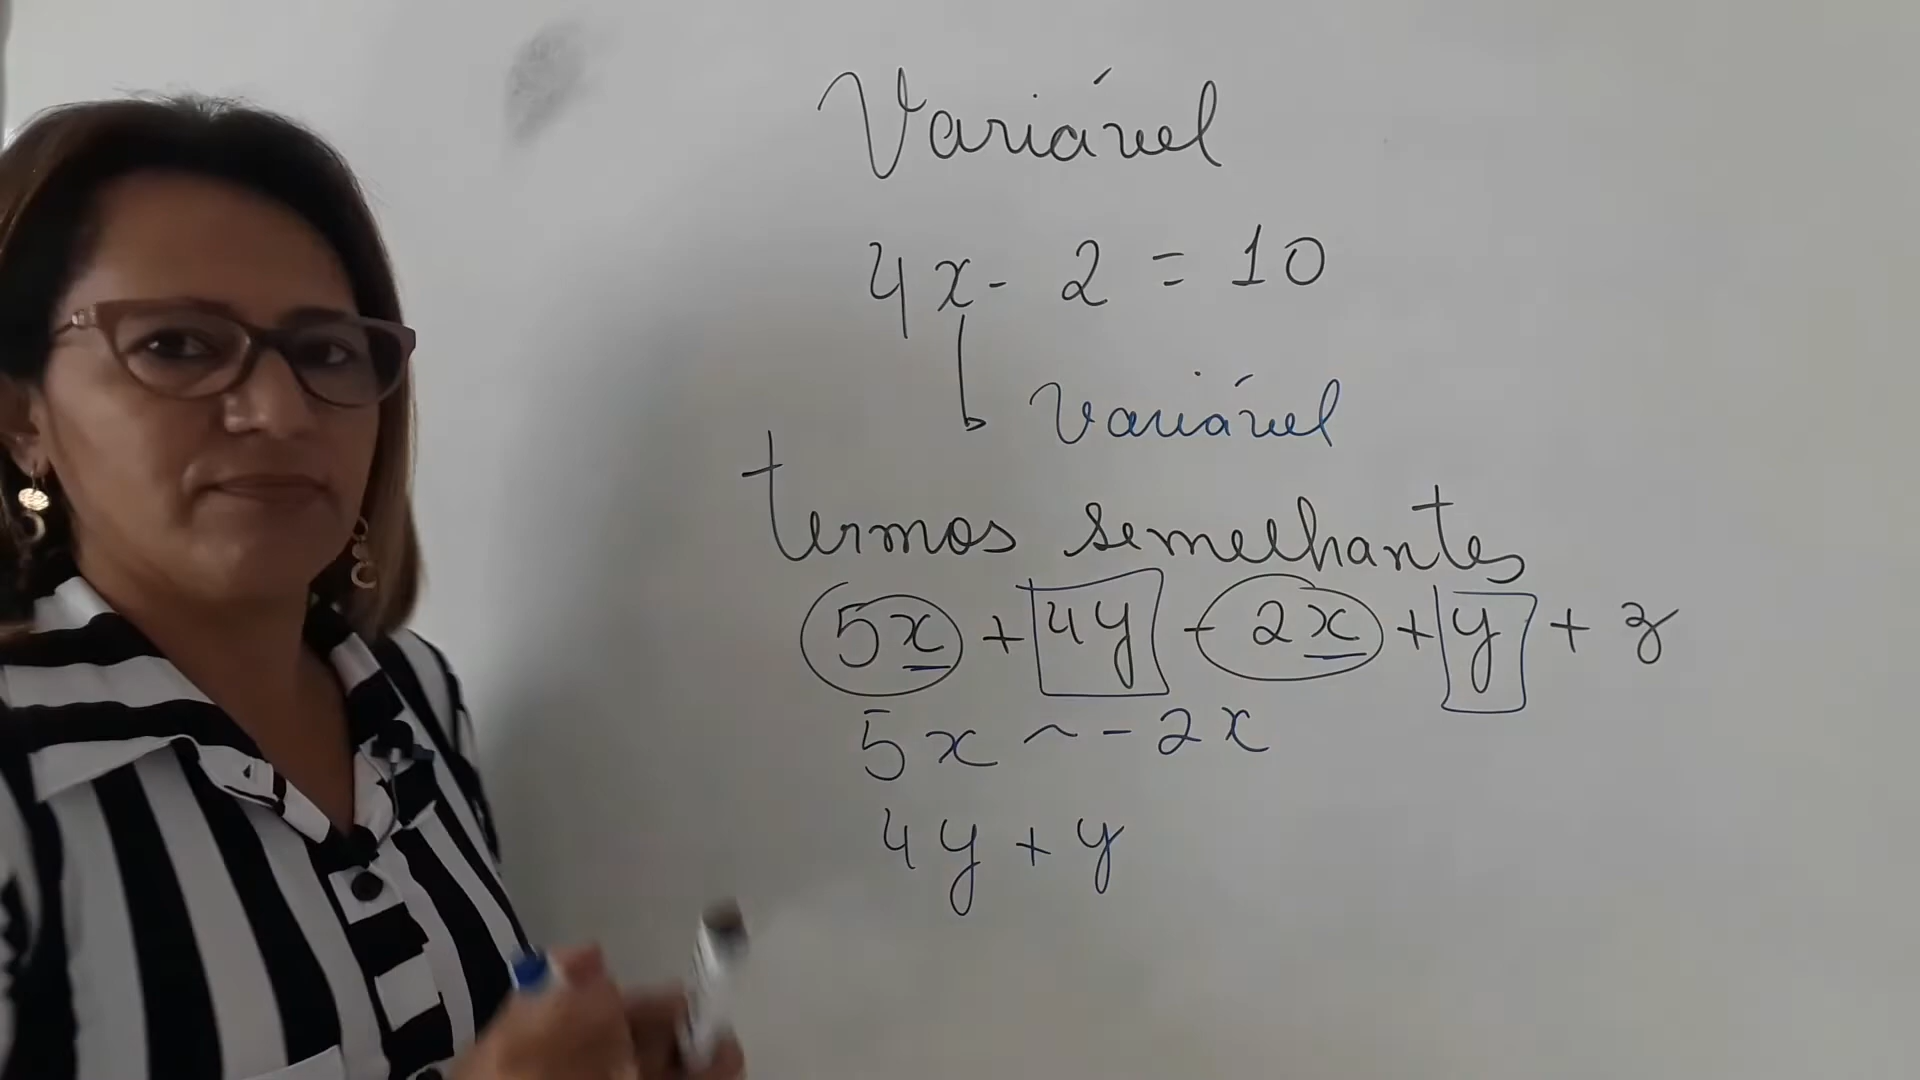 Variável
4x - 2 = 10
Variável
termos semelhantes
5x + 4y - 2x + y + z
5x ~ - 2x
4y + y